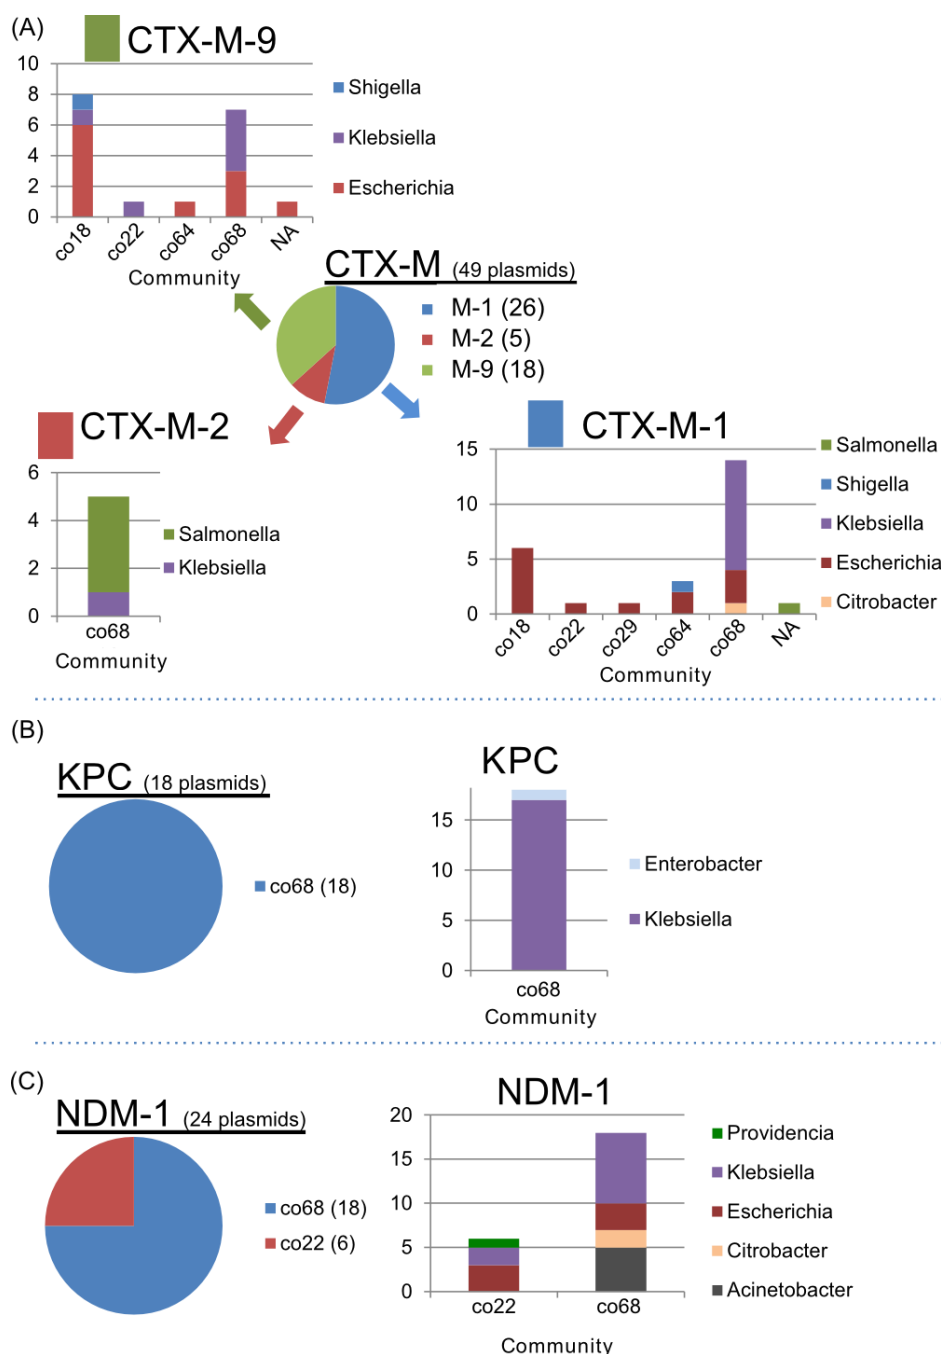 (A)
CTX-M-9
10
8
6
4
2
0
co18
co22
co64
co68
NA
Community
Shigella
Klebsiella
Escherichia
CTX-M (49 plasmids)
M-1 (26)
M-2 (5)
M-9 (18)
CTX-M-2
6
4
2
0
co68
Community
Salmonella
Klebsiella
CTX-M-1
15
10
5
0
co18
co22
co29
co64
co68
NA
Community
Salmonella
Shigella
Klebsiella
Escherichia
Citrobacter
(B)
KPC (18 plasmids)
co68 (18)
KPC
15
10
5
0
co68
Community
Enterobacter
Klebsiella
(C)
NDM-1 (24 plasmids)
co68 (18)
co22 (6)
NDM-1
20
15
10
5
0
co22
co68
Community
Providencia
Klebsiella
Escherichia
Citrobacter
Acinetobacter